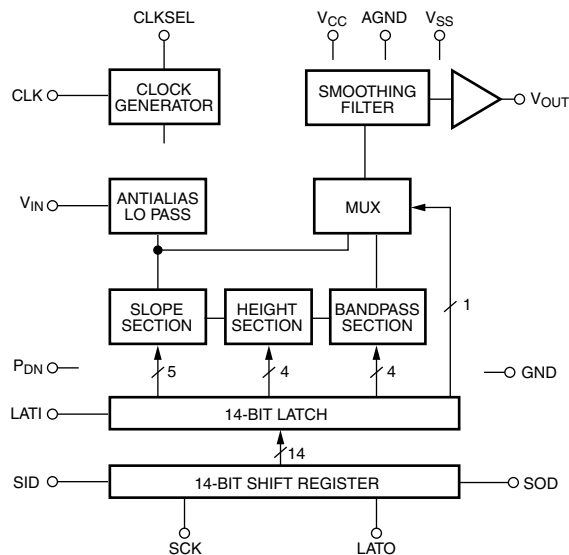 CLKSEL
VCC AGND VSS
CLK
CLOCK
GENERATOR
SMOOTHING
FILTER
VOUT
VIN
ANTIALIAS
LO PASS
MUX
SLOPE
SECTION
HEIGHT
SECTION
BANDPASS
SECTION
1
PDN
5
4
4
GND
LATI
14-BIT LATCH
14
SID
14-BIT SHIFT REGISTER
SOD
SCK
LATO